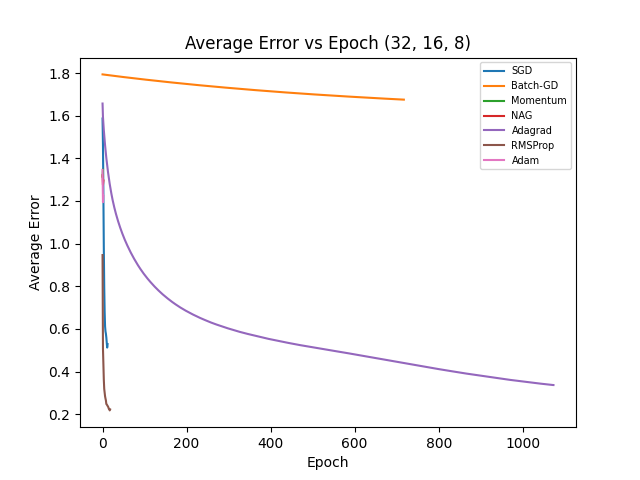 Average Error vs Epoch (32, 16, 8)
SGD
Batch-GD
Momentum
NAG
Adagrad
RMSProp
Adam
1.8
1.6
1.4
1.2
1.0
0.8
0.6
0.4
0.2
Average Error
0 200 400 600 800 1000
Epoch